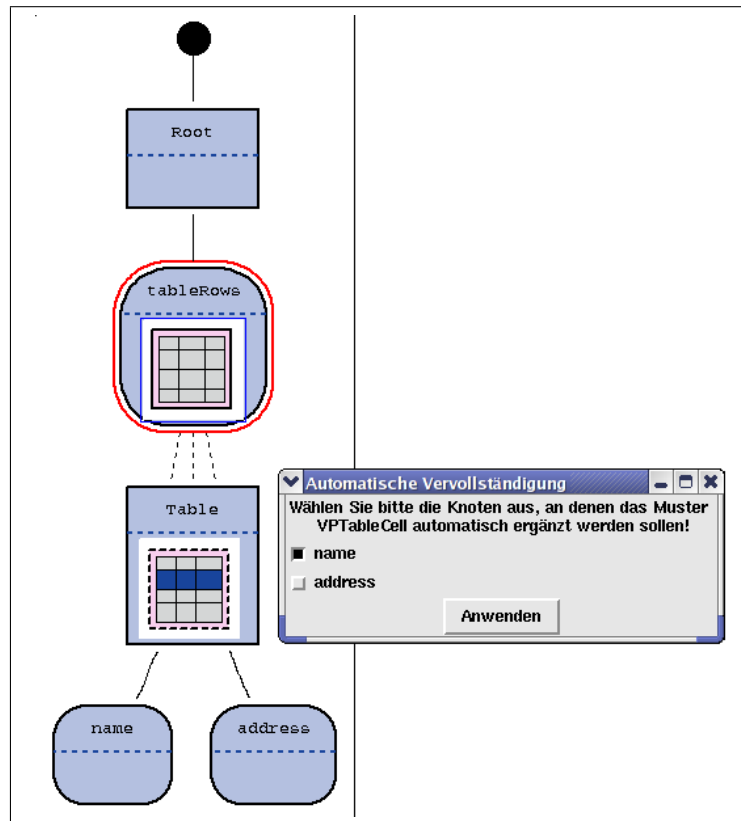 Root
tableRows
Table
name
address
Automatische Vervollständigung
Wählen Sie bitte die Knoten aus, an denen das Muster
VPTableCell automatisch ergänzt werden sollen!
name
address
Anwenden